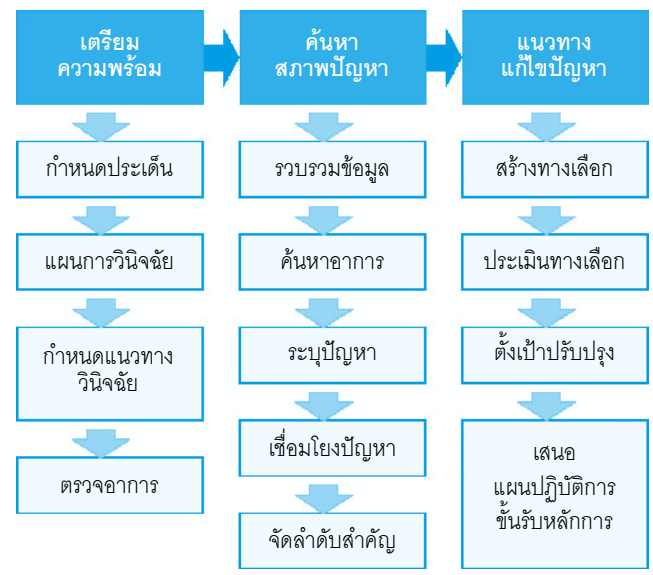 เตรียม
ความพร้อม
กำหนดประเด็น
แผนการวินิจฉัย
กำหนดแนวทาง
วินิจฉัย
ตรวจอาการ
ค้นหา
สภาพปัญหา
รวบรวมข้อมูล
ค้นหาอาการ
ระบุปัญหา
เชื่อมโยงปัญหา
จัดลำดับสำคัญ
แนวทาง
แก้ไขปัญหา
สร้างทางเลือก
ประเมินทางเลือก
ตั้งเป้าปรับปรุง
เสนอ
แผนปฏิบัติการ
ขั้นรับหลักการ